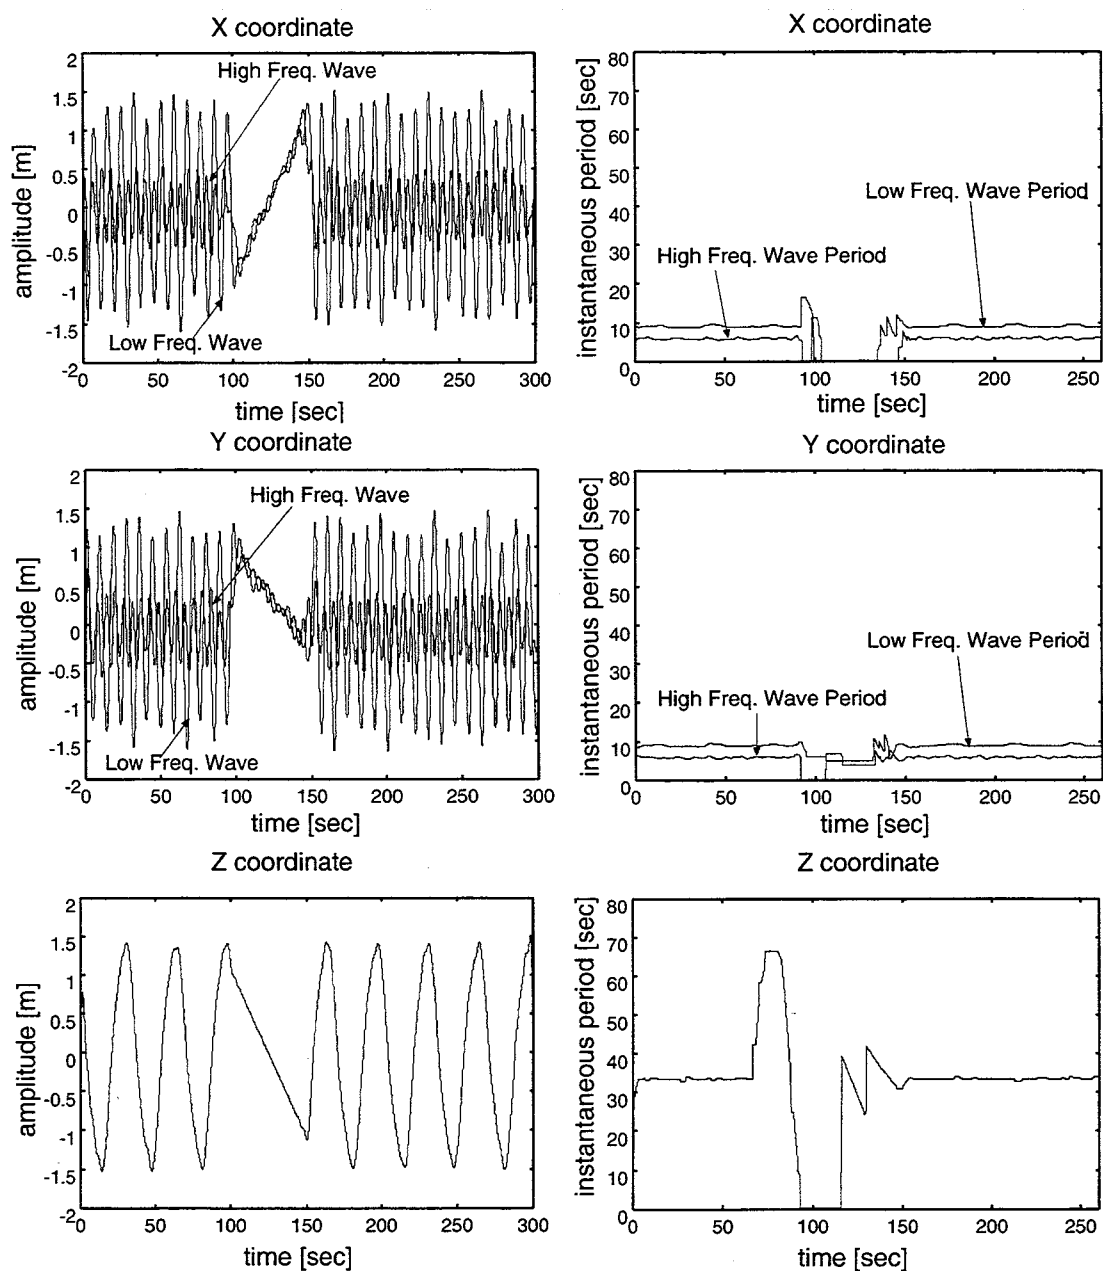 X coordinate
2
High Freq. Wave
1.5
1
0.5
0
-0.5
-1
-1.5
Low Freq. Wave
-2
amplitude [m]
0 50 100 150 200 250 300
time [sec]
X coordinate
80
70
60
50
40
30
20
10
0
instantaneous period [sec]
Low Freq. Wave Period
High Freq. Wave Period
0 50 100 150 200 250
time [sec]
Y coordinate
2
High Freq. Wave
1.5
1
0.5
0
-0.5
-1
-1.5
Low Freq. Wave
-2
amplitude [m]
0 50 100 150 200 250 300
time [sec]
Y coordinate
80
70
60
50
40
30
20
10
0
instantaneous period [sec]
Low Freq. Wave Period
High Freq. Wave Period
0 50 100 150 200 250
time [sec]
Z coordinate
2
1.5
1
0.5
0
-0.5
-1
-1.5
-2
amplitude [m]
0 50 100 150 200 250 300
time [sec]
Z coordinate
80
70
60
50
40
30
20
10
0
instantaneous period [sec]
0 50 100 150 200 250
time [sec]